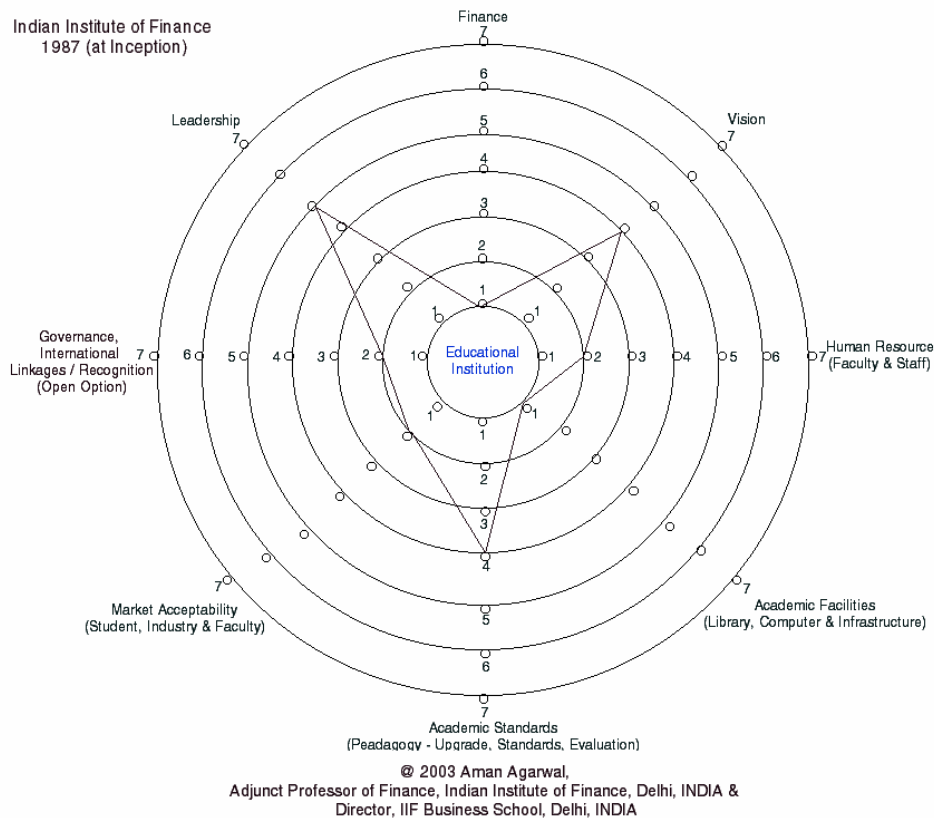 Indian Institute of Finance
1987 (at Inception)
Finance
7
6
5
4
3
2
1
Leadership
7
1
Vision
7
1
Governance,
International
Linkages / Recognition
(Open Option)
7 6 5 4 3 2 1
Educational
Institution
1 2 3 4 5 6 7
Human Resource
(Faculty & Staff)
1
1
1
2
3
4
5
6
7
7
Market Acceptability
(Student, Industry & Faculty)
7
Academic Facilities
(Library, Computer & Infrastructure)
Academic Standards
(Peadagogy - Upgrade, Standards, Evaluation)
@ 2003 Aman Agarwal,
Adjunct Professor of Finance, Indian Institute of Finance, Delhi, INDIA &
Director, IIF Business School, Delhi, INDIA